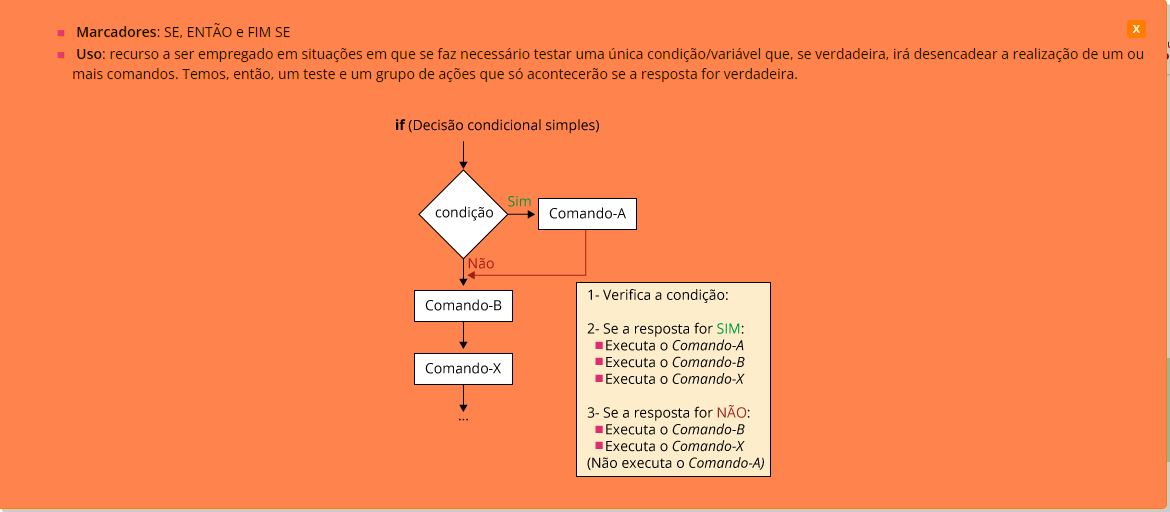 Marcadores: SE, ENTÃO e FIM SE
X
Uso: recurso a ser empregado em situações em que se faz necessário testar uma única condição/variável que, se verdadeira, irá desencadear a realização de um ou
mais comandos. Temos, então, um teste e um grupo de ações que só acontecerão se a resposta for verdadeira.
if (Decisão condicional simples)
condição
Sim
Comando-A
Não
Comando-B
Comando-X
...
1- Verifica a condição:
2- Se a resposta for SIM:
Executa o Comando-A
Executa o Comando-B
Executa o Comando-X
3- Se a resposta for NÃO:
Executa o Comando-B
Executa o Comando-X
(Não executa o Comando-A)